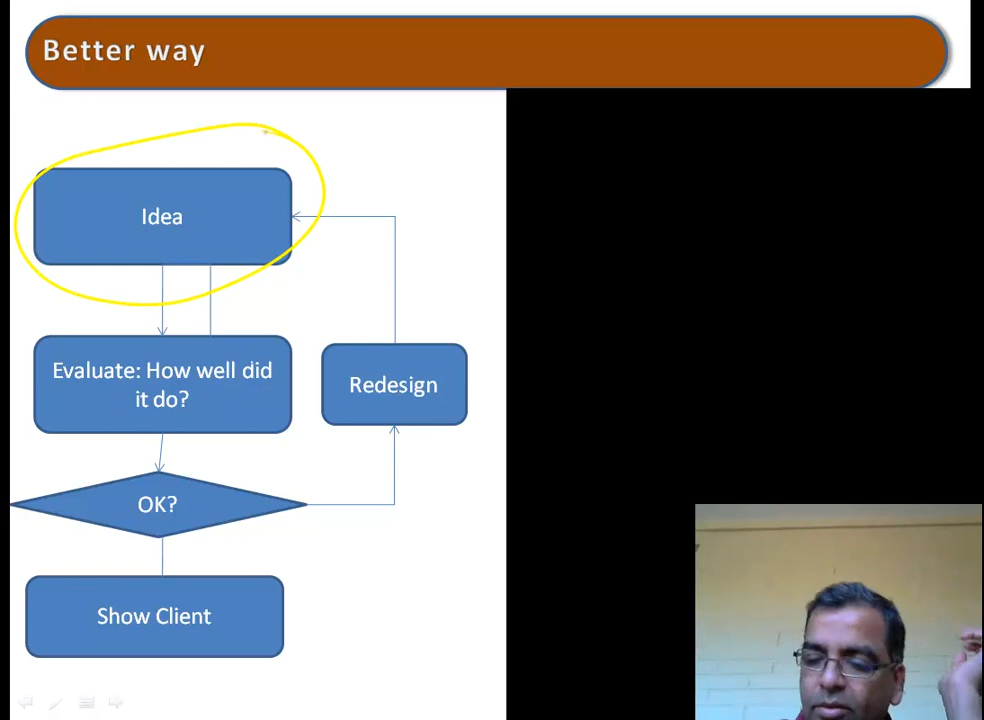 Better way
Idea
Evaluate: How well did
it do?
Redesign
OK?
Show Client